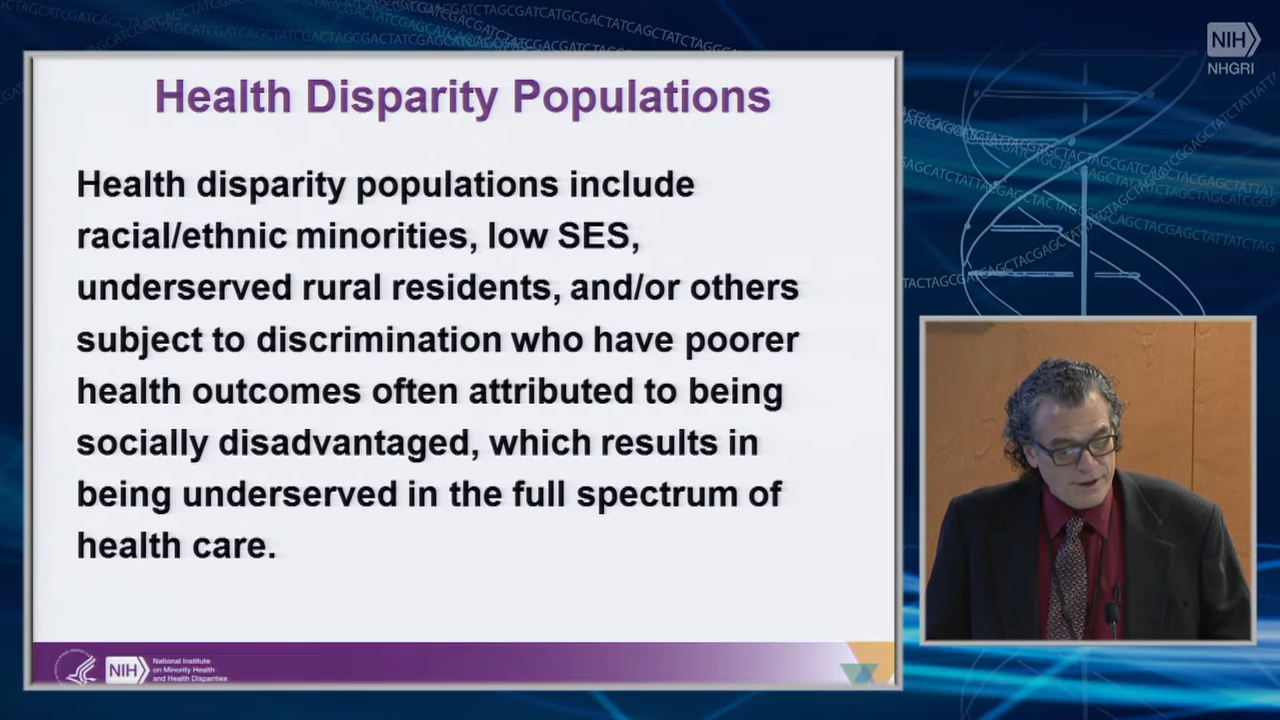 NIH
NHGRI
Health Disparity Populations
Health disparity populations include
racial/ethnic minorities, low SES,
underserved rural residents, and/or others
subject to discrimination who have poorer
health outcomes often attributed to being
socially disadvantaged, which results in
being underserved in the full spectrum of
health care.
NIH
National Institute
on Minority Health
and Health Disparities